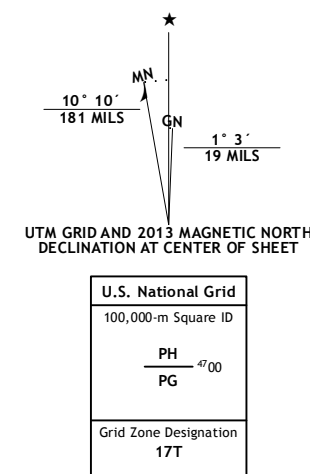 ★
MN
GN
10° 10´
181 MILS
1° 3´
19 MILS
UTM GRID AND 2013 MAGNETIC NORTH
DECLINATION AT CENTER OF SHEET
U.S. National Grid
100,000-m Square ID
PH
4700
PG
Grid Zone Designation
17T